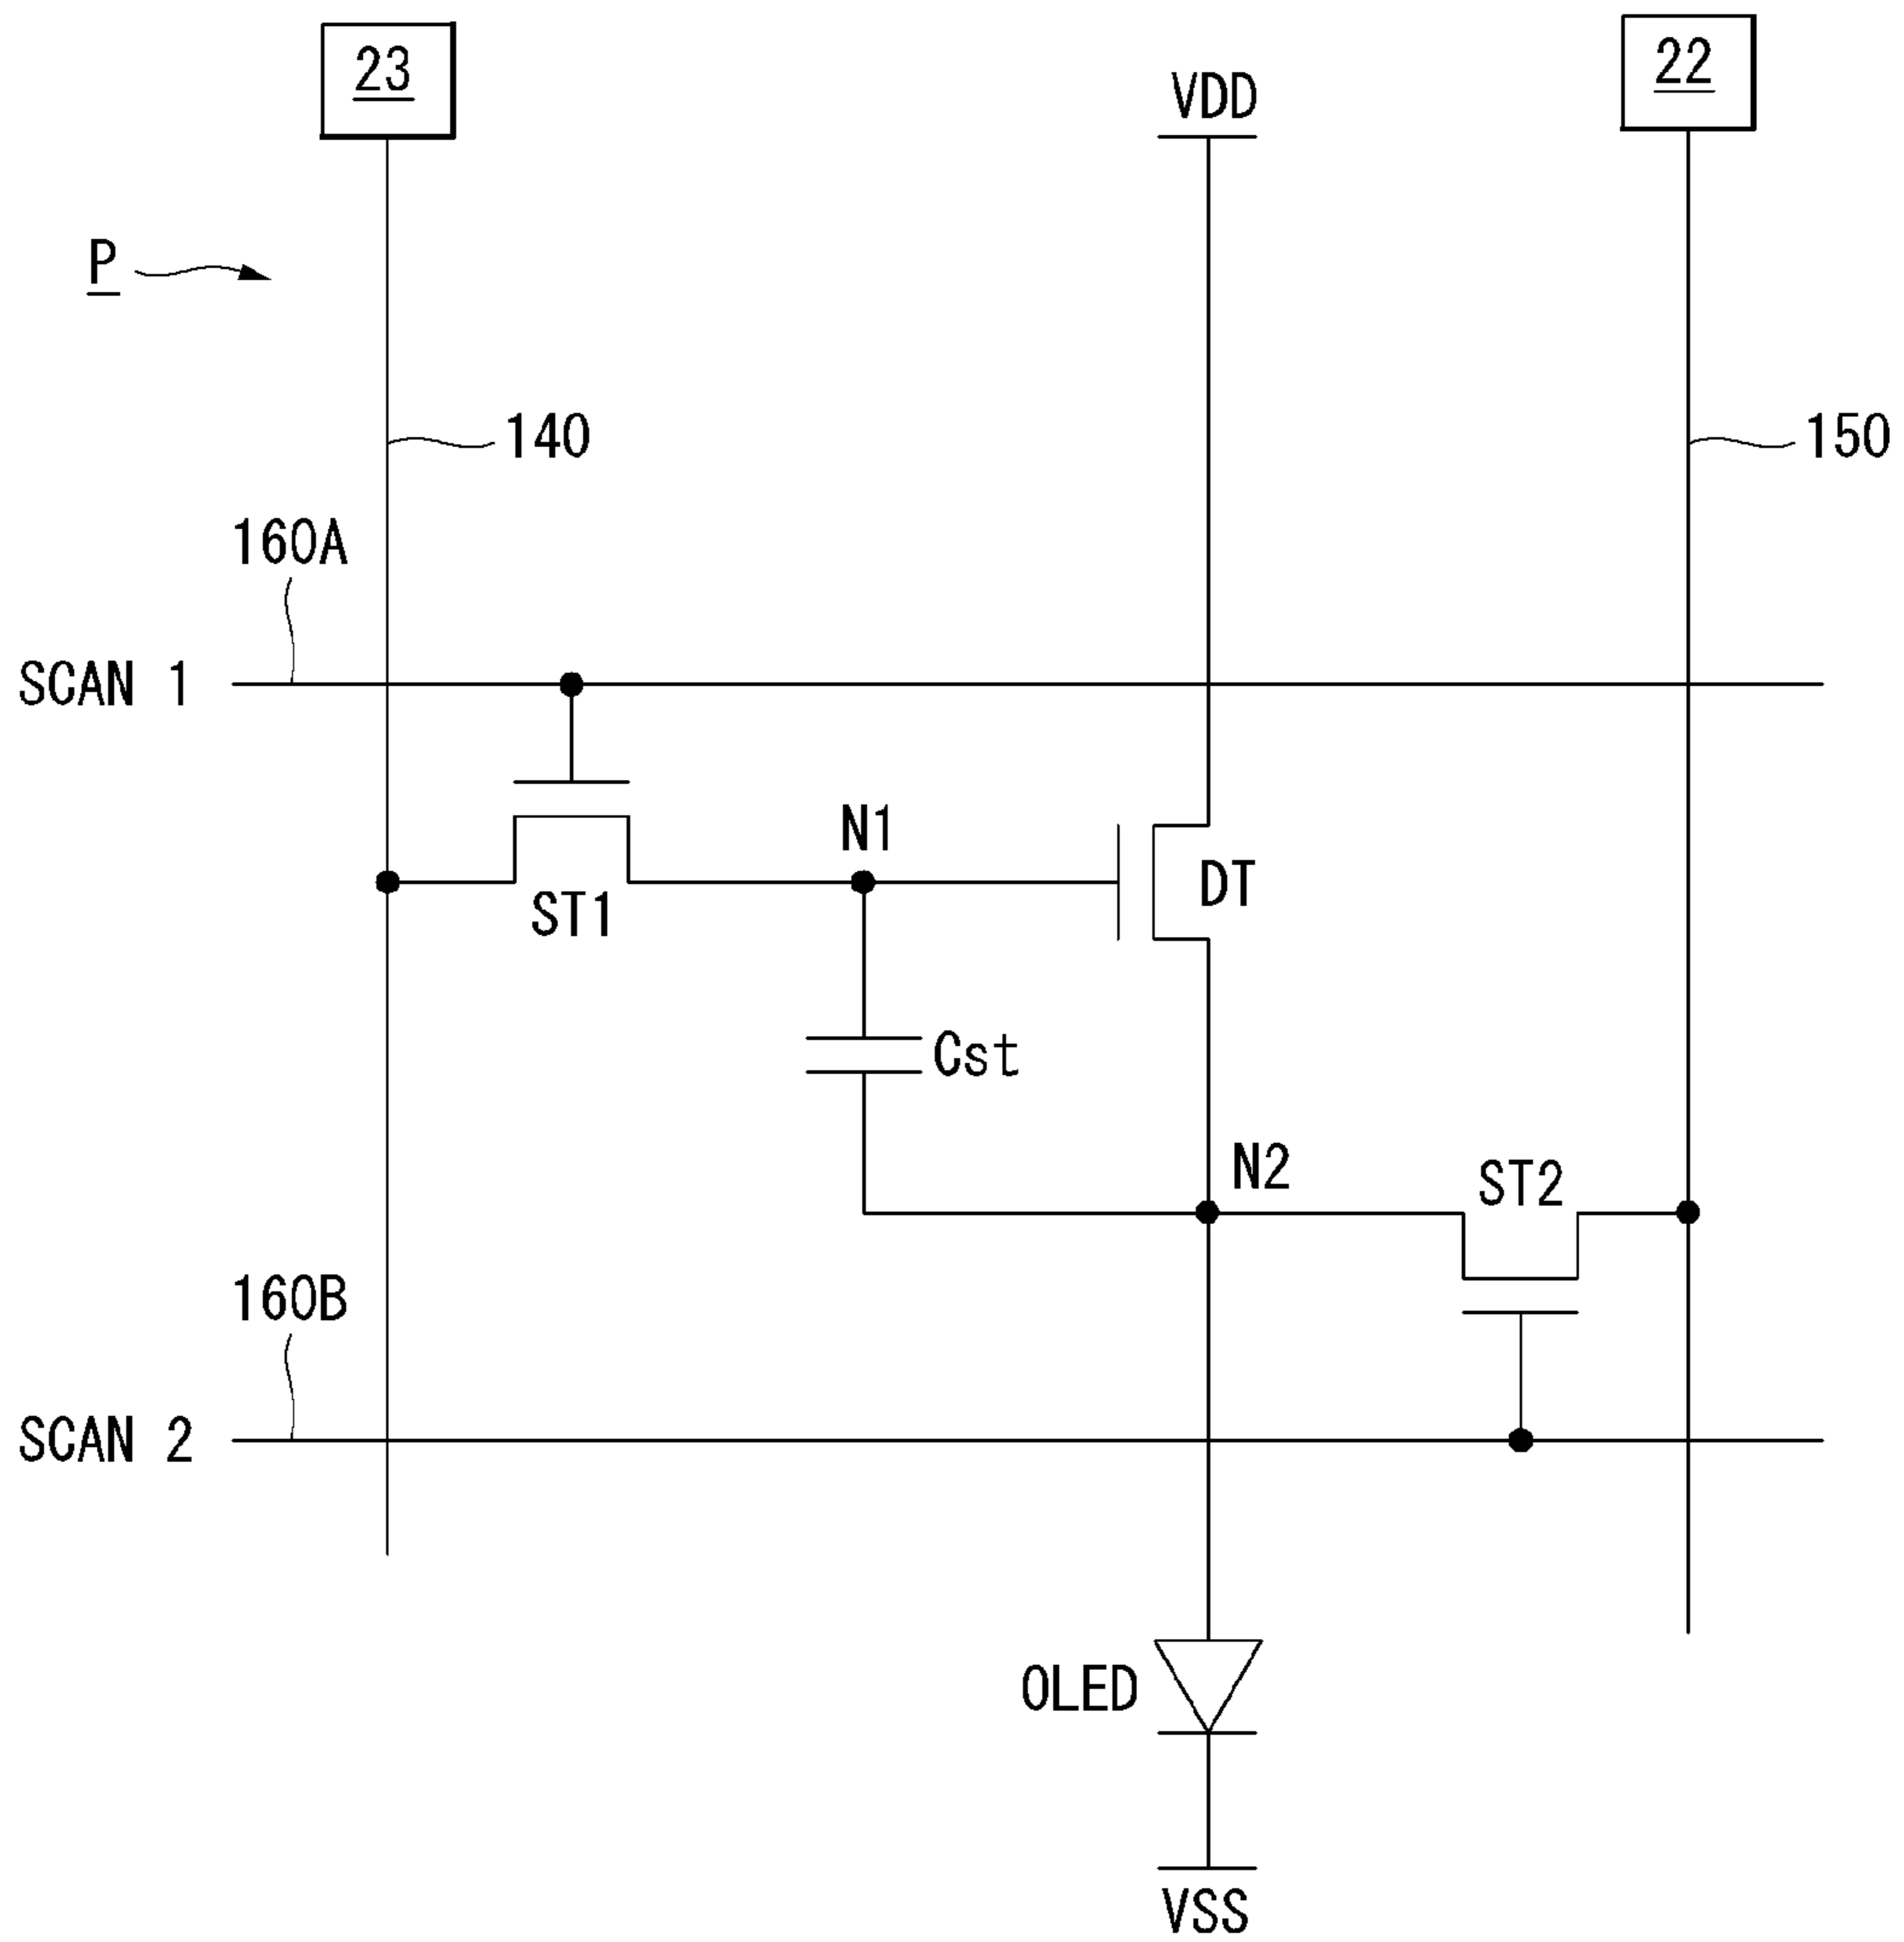 23
22
VDD
P
140
150
160A
SCAN 1
N1
DT
ST1
Cst
N2
ST2
160B
SCAN 2
OLED
VSS